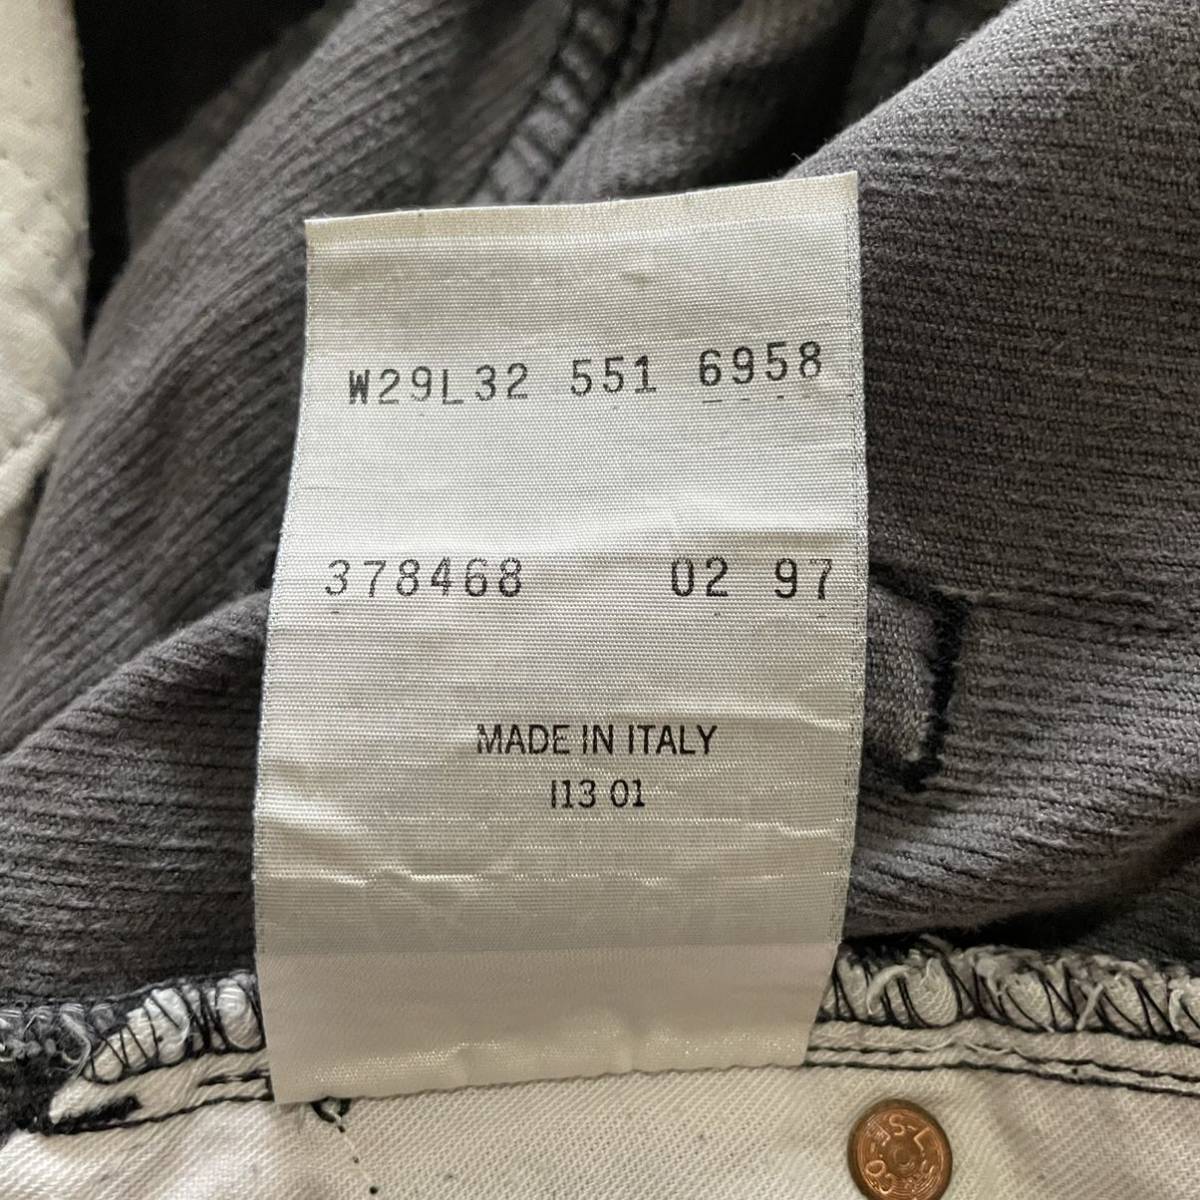 W29L32 551 6958
378468 02 97
MADE IN ITALY
I13 01